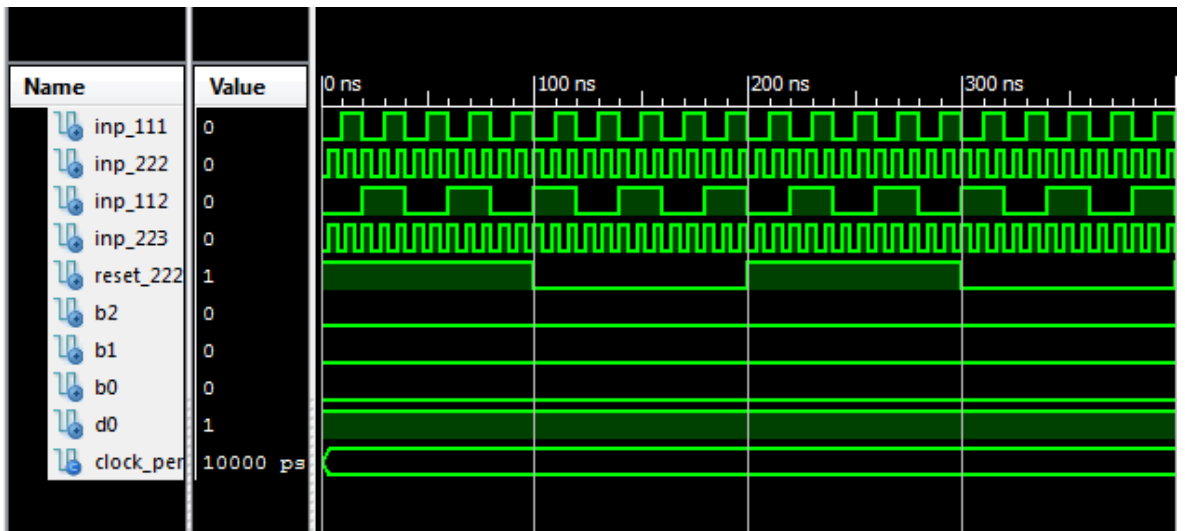 Name Value 0 ns 100 ns 200 ns 300 ns
inp_111 0
inp_222 0
inp_112 0
inp_223 0
reset_222 1
b2 0
b1 0
b0 0
d0 1
clock_per 10000 ps